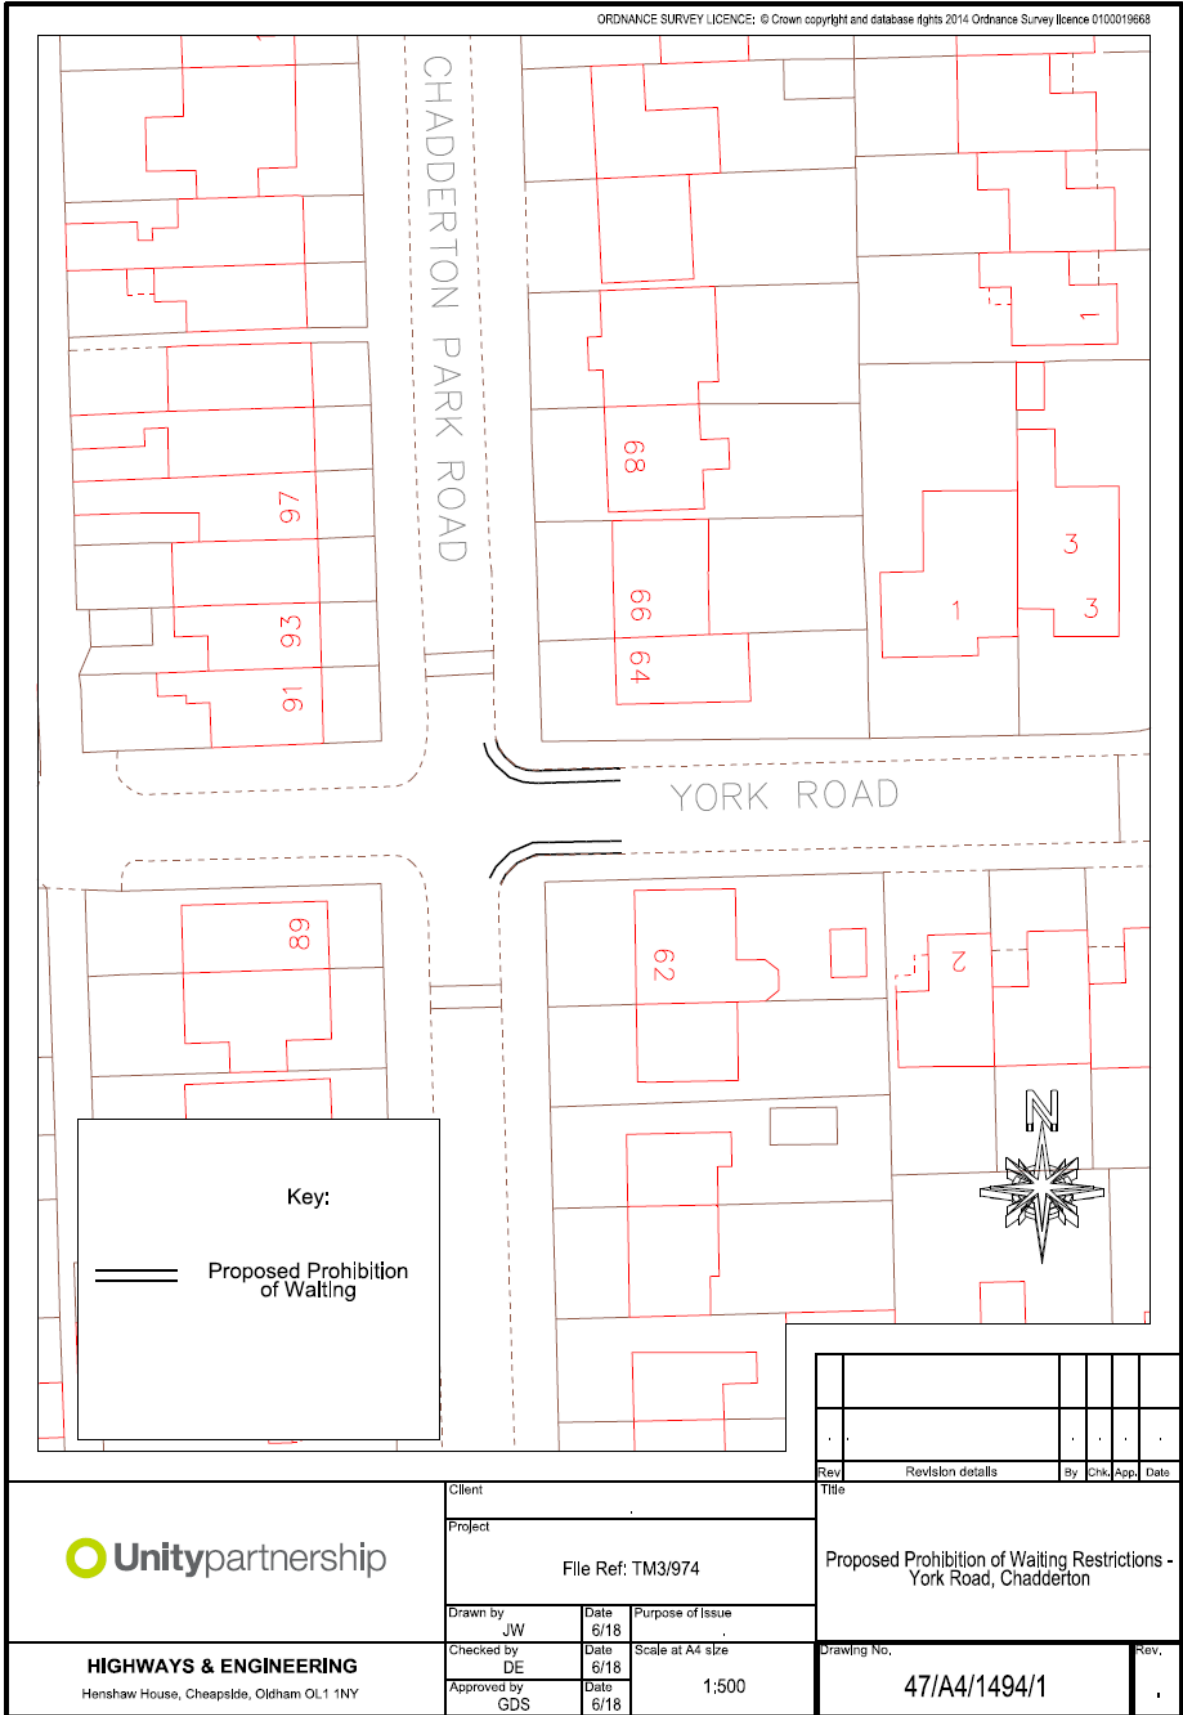 ORDNANCE SURVEY LICENCE: © Crown copyright and database rights 2014 Ordnance Survey licence 0100019668
CHADDERTON PARK ROAD
1
68
97
3
66
1
3
93
64
91
YORK ROAD
89
62
2
N
Key:
Proposed Prohibition
of Waiting
Rev
Revision details
By
Chk.
App.
Date
Unitypartnership
Client
Project
File Ref: TM3/974
Title
Proposed Prohibition of Waiting Restrictions -
York Road, Chadderton
Drawn by
JW
Date
6/18
Purpose of issue
HIGHWAYS & ENGINEERING
Henshaw House, Cheapside, Oldham OL1 1NY
Checked by
DE
Date
6/18
Scale at A4 size
1:500
Approved by
GDS
Date
6/18
Drawing No.
47/A4/1494/1
Rev.